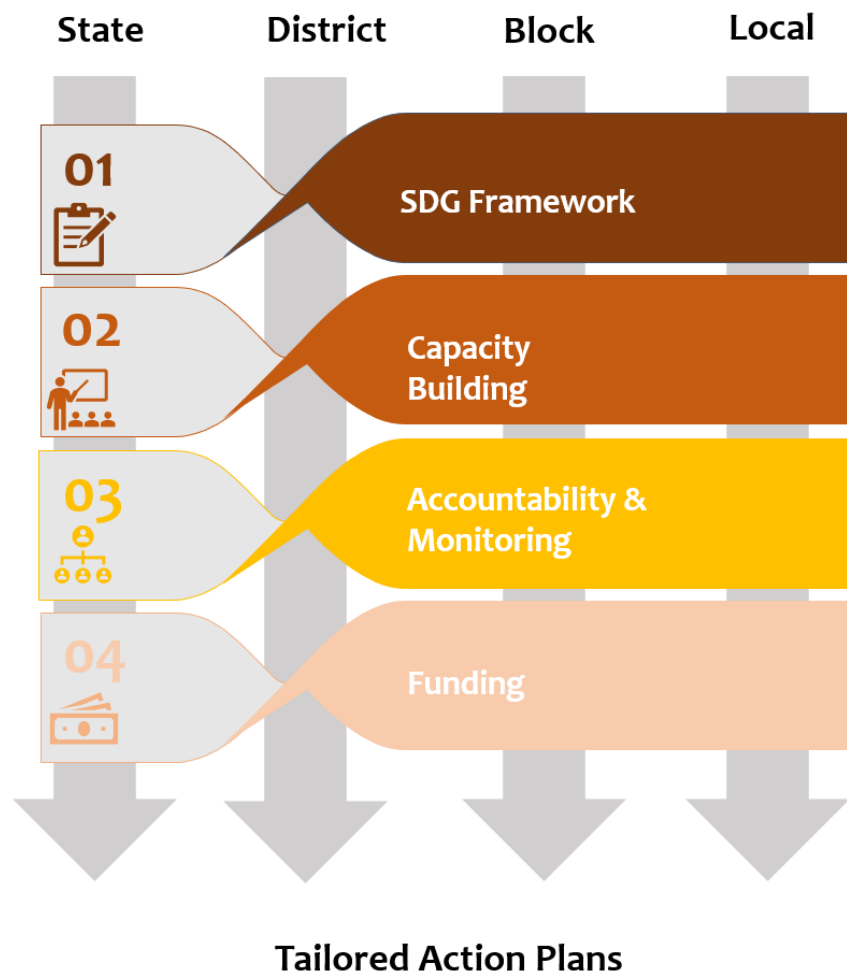 State District Block Local
01
SDG Framework
02
Capacity
Building
03
Accountability &
Monitoring
04
Funding
Tailored Action Plans